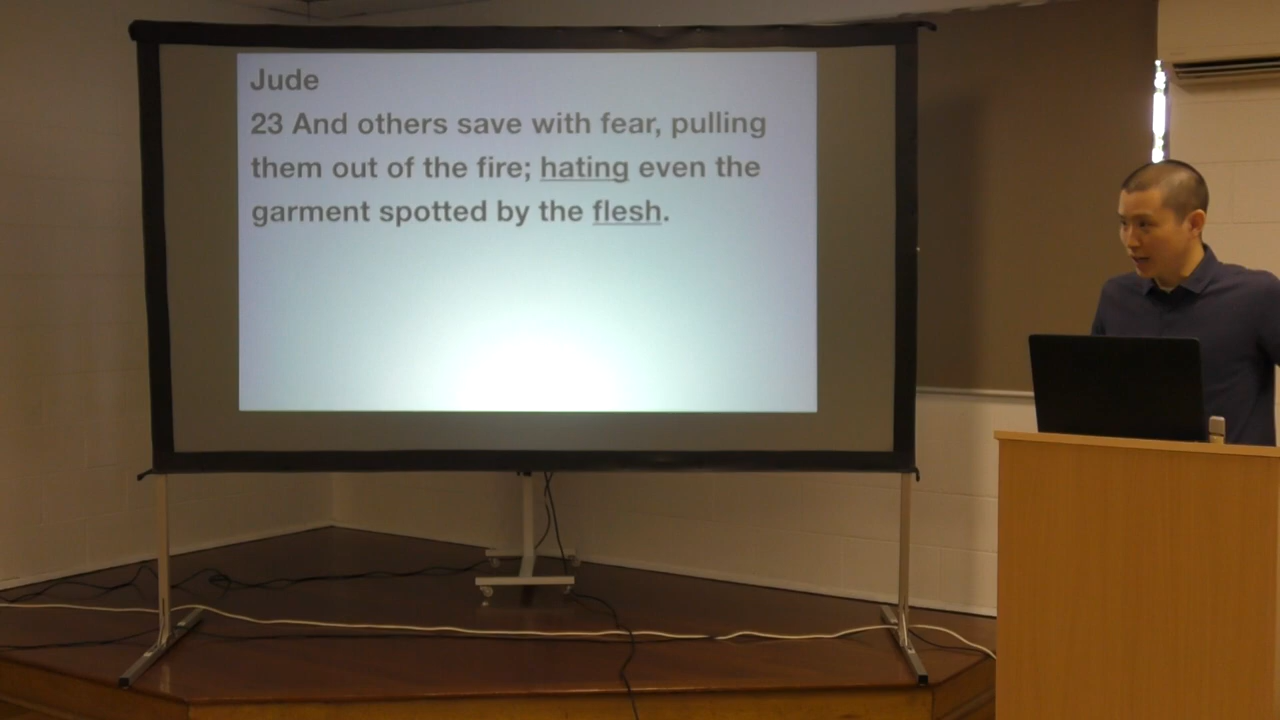 Jude
23 And others save with fear, pulling
them out of the fire; hating even the
garment spotted by the flesh.